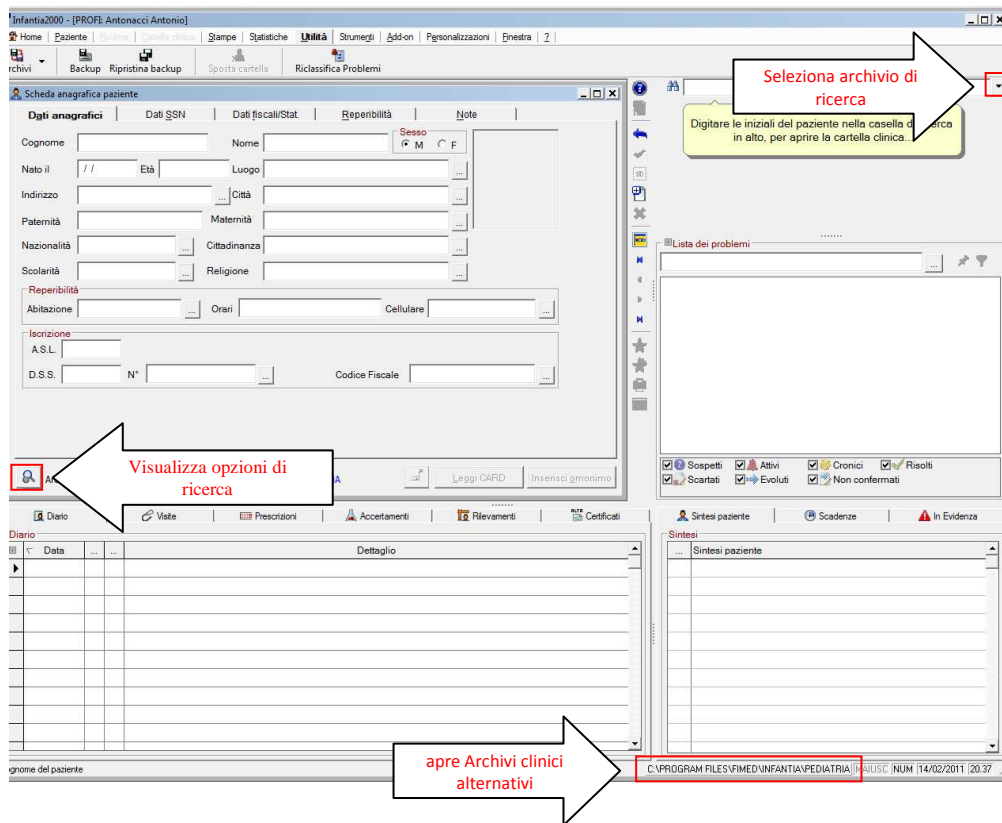 Infantia2000 - [PROFI: Antonacci Antonio]
Home Paziente Routine Cartella clinica Stampe Statistiche Utilità Strumenti Add-on Personalizzazioni Finestra ?
rchivi Backup Ripristina backup Sposta cartella Riclassifica Problemi
Seleziona archivio di
ricerca
Scheda anagrafica paziente
Dati anagrafici Dati SSN Dati fiscali/Stat. Reperibilità Note
Digitare le iniziali del paziente nella casella di
in alto, per aprire la cartella clinica..
Cognome Nome Sesso M F
Nato il / / Età Luogo ...
Indirizzo ... Città ...
Paternità Maternità ...
Nazionalità ... Cittadinanza ...
Scolarità ... Religione ...
Lista dei problemi
...
Reperibilità
Abitazione ... Orari Cellulare ...
Iscrizione
A.S.L.
D.S.S. N° ... Codice Fiscale ...
Visualizza opzioni di
ricerca
A Leggi CARD Inserisci omonimo
Sospetti Attivi Cronici Risolti
Scartati Evoluti Non confermati
Diario Visite Prescrizioni Accertamenti Rilevamenti Certificati
Sintesi paziente Scadenze In Evidenza
Diario
Data ... ... Dettaglio
Sintesi
... Sintesi paziente
apre Archivi clinici
alternativi
gnome del paziente
C:\PROGRAM FILES\FIMED\INFANTIA\PEDIATRIA MAIUSC NUM 14/02/2011 20.37